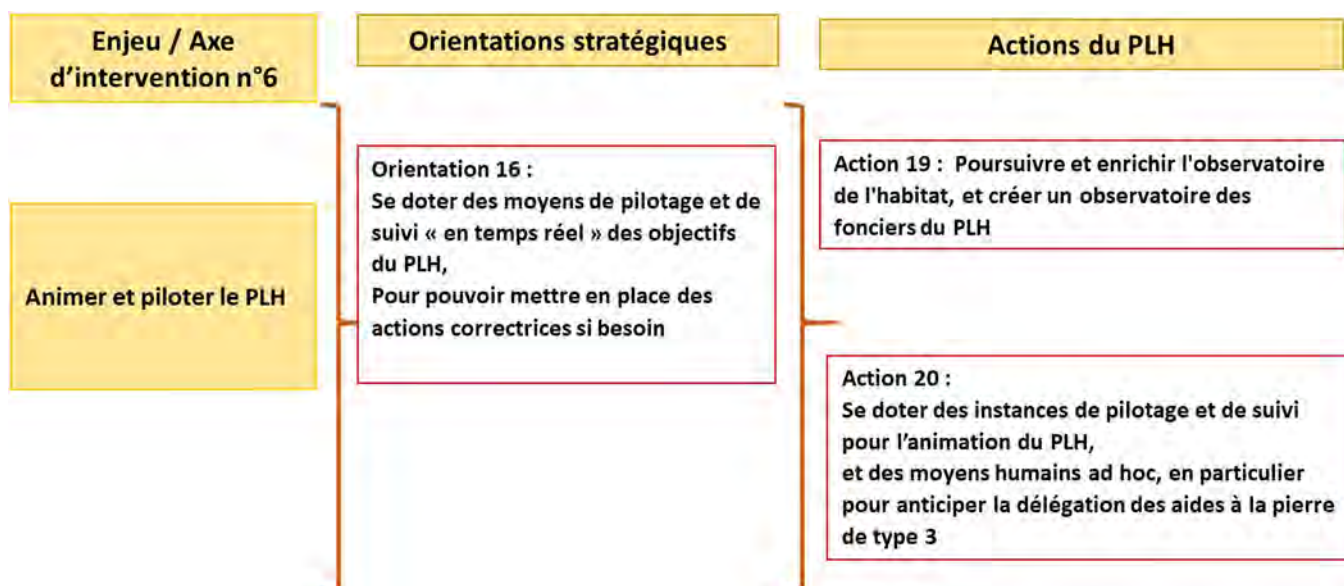 Enjeu / Axe
d'intervention n°6
Orientations stratégiques
Actions du PLH
Animer et piloter le PLH
Orientation 16 :
Se doter des moyens de pilotage et de
suivi « en temps réel » des objectifs
du PLH,
Pour pouvoir mettre en place des
actions correctrices si besoin
Action 19 : Poursuivre et enrichir l'observatoire
de l'habitat, et créer un observatoire des
fonciers du PLH
Action 20 :
Se doter des instances de pilotage et de suivi
pour l'animation du PLH,
et des moyens humains ad hoc, en particulier
pour anticiper la délégation des aides à la pierre
de type 3